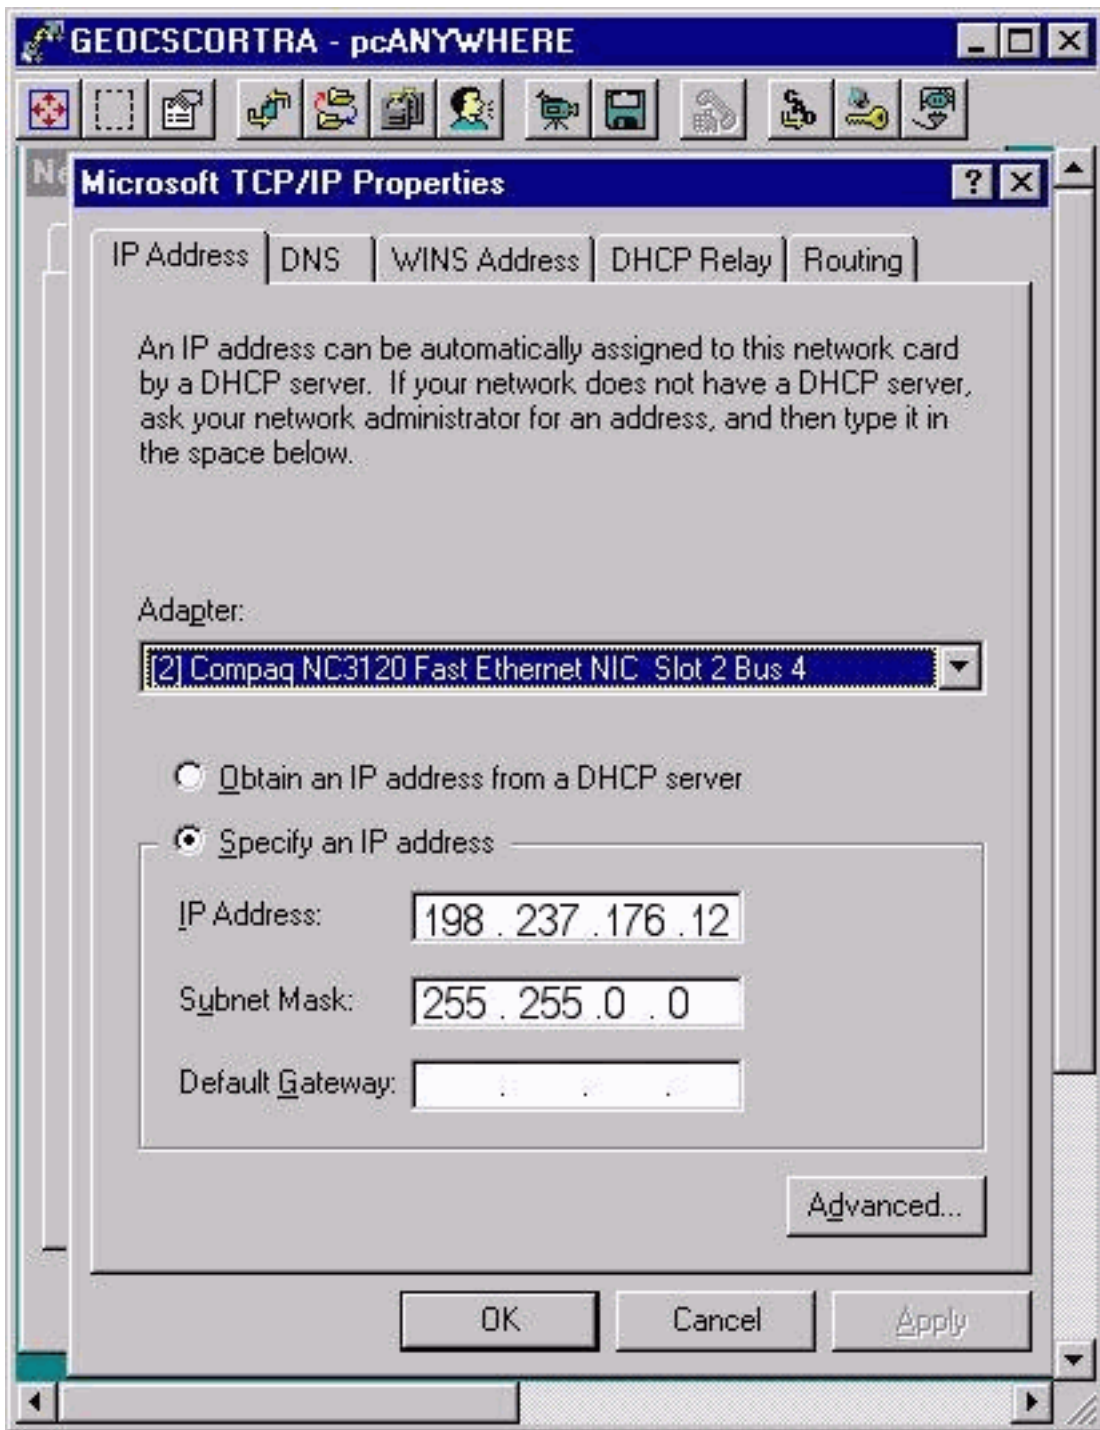 GEOCSCORTRA - pcANYWHERE
Ne
Microsoft TCP/IP Properties
IP Address
DNS
WINS Address
DHCP Relay
Routing
An IP address can be automatically assigned to this network card
by a DHCP server. If your network does not have a DHCP server,
ask your network administrator for an address, and then type it in
the space below.
Adapter:
[2] Compaq NC3120 Fast Ethernet NIC Slot 2 Bus 4
Obtain an IP address from a DHCP server
Specify an IP address
IP Address:
198 . 237 .176 .12
Subnet Mask:
255 . 255 .0 . 0
Default Gateway:
. . .
Advanced...
OK
Cancel
Apply